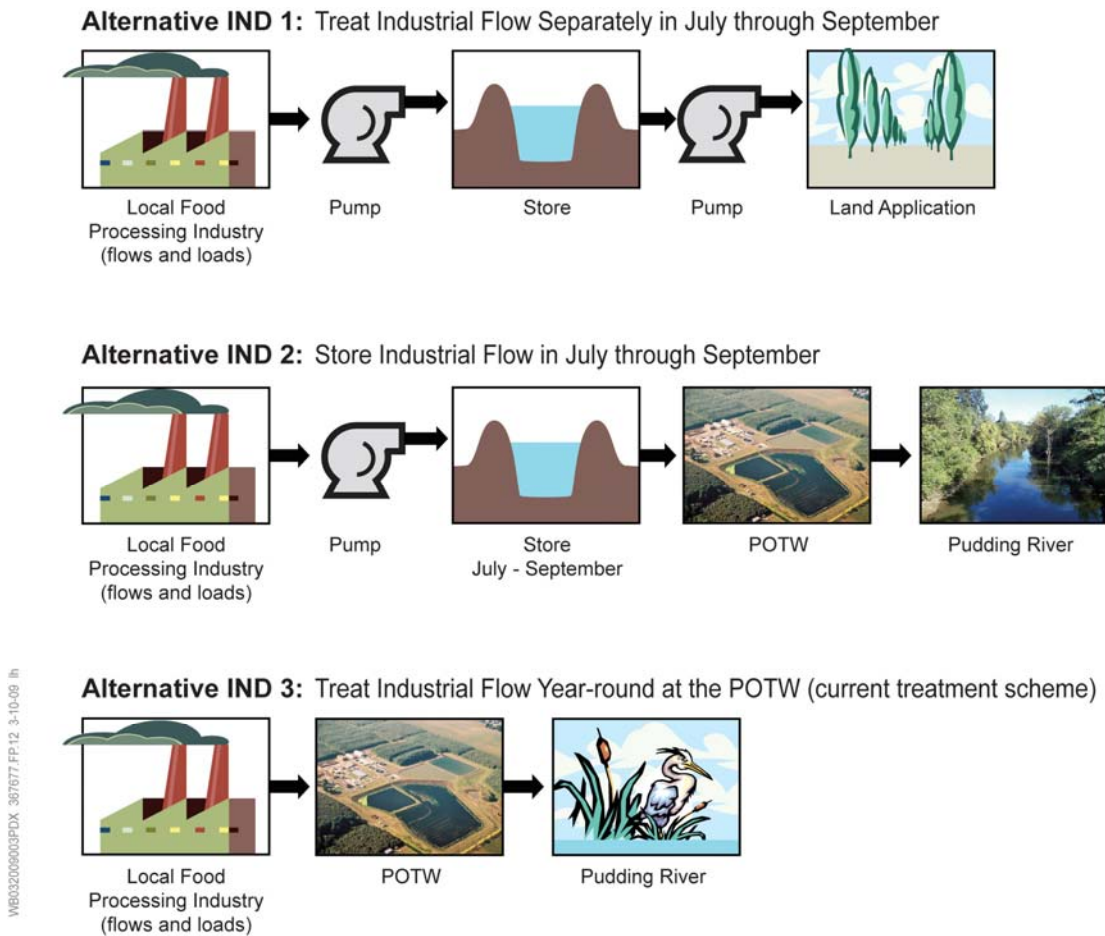 Alternative IND 1: Treat Industrial Flow Separately in July through September
Local Food
Processing Industry
(flows and loads)
Pump
Store
Pump
Land Application
Alternative IND 2: Store Industrial Flow in July through September
Local Food
Processing Industry
(flows and loads)
Pump
Store
July - September
POTW
Pudding River
Alternative IND 3: Treat Industrial Flow Year-round at the POTW (current treatment scheme)
Local Food
Processing Industry
(flows and loads)
POTW
Pudding River
WB032009003PDX 367677.FP.12 3-10-09 lh